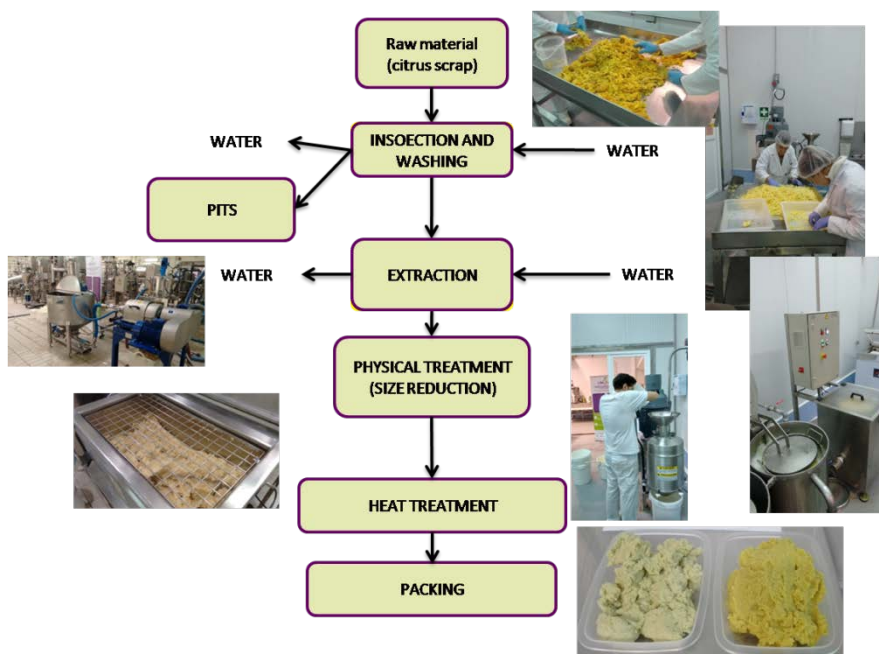 Raw material
(citrus scrap)
WATER
INSOECTION AND
WASHING
WATER
PITS
WATER
EXTRACTION
WATER
PHYSICAL TREATMENT
(SIZE REDUCTION)
HEAT TREATMENT
PACKING